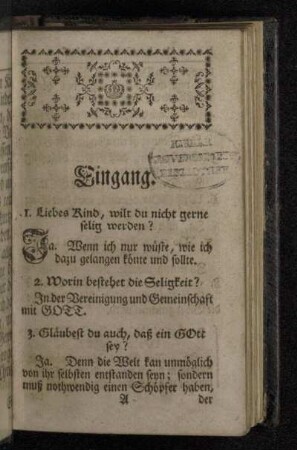 Eingang.
1. Liebes Kind, wilt du nicht gerne
selig werden?
Ja. Wenn ich nur wüste, wie ich
dazu gelangen könte und sollte.
2. Worin bestehet die Seligkeit?
In der Vereinigung und Gemeinschaft
mit GOTT.
3. Gläubest du auch, daß ein GOtt
sey?
Ja. Denn die Welt kan unmöglich
von ihr selbsten entstanden seyn; sondern
muß nothwendig einen Schöpfer haben,
A der